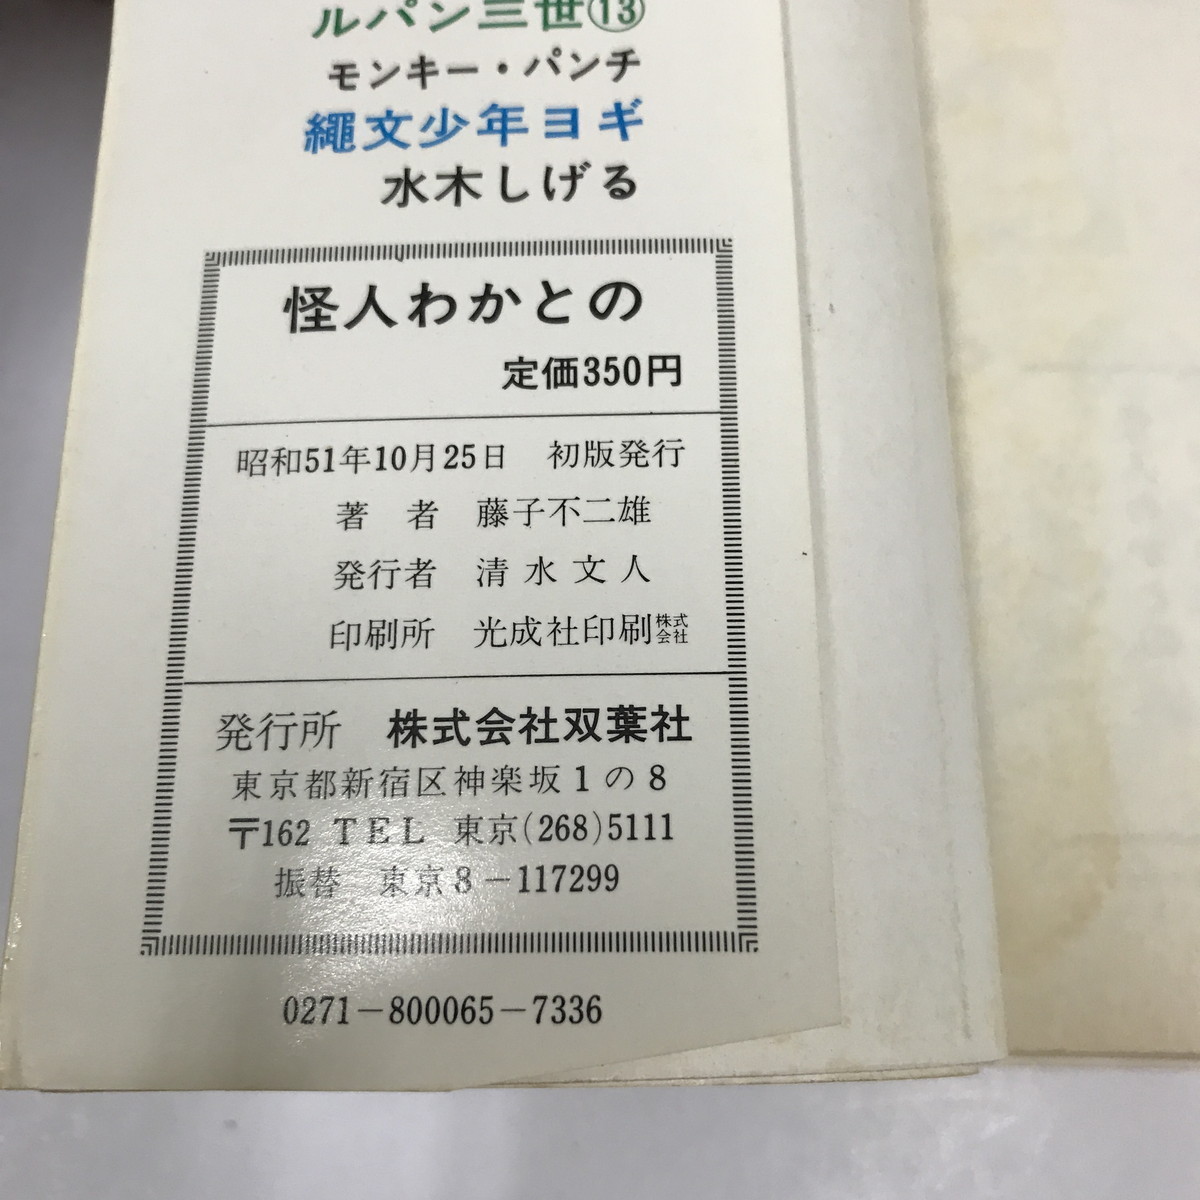 ルパン三世⑬
モンキー・パンチ
縄文少年ヨギ
水木しげる
怪人わかとの
定価350円
昭和51年10月25日　初版発行
著　者　藤子不二雄
発行者　清水文人
印刷所　光成社印刷株式会社
発行所　株式会社双葉社
東京都新宿区神楽坂1の8
〒162 TEL 東京(268)5111
振替　東京8－117299
0271－800065－7336